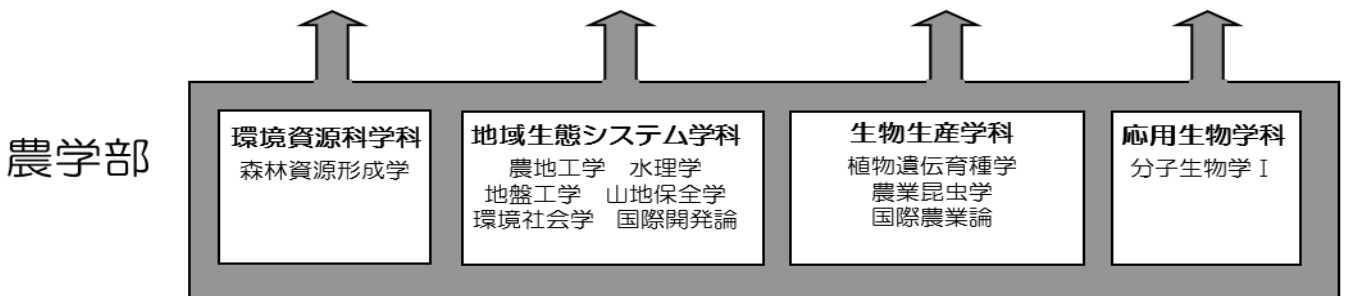 農学部
環境資源科学科
森林資源形成学
地域生態システム学科
農地工学 水理学
地盤工学 山地保全学
環境社会学 国際開発論
生物生産学科
植物遺伝育種学
農業昆虫学
国際農業論
応用生物学科
分子生物学Ⅰ